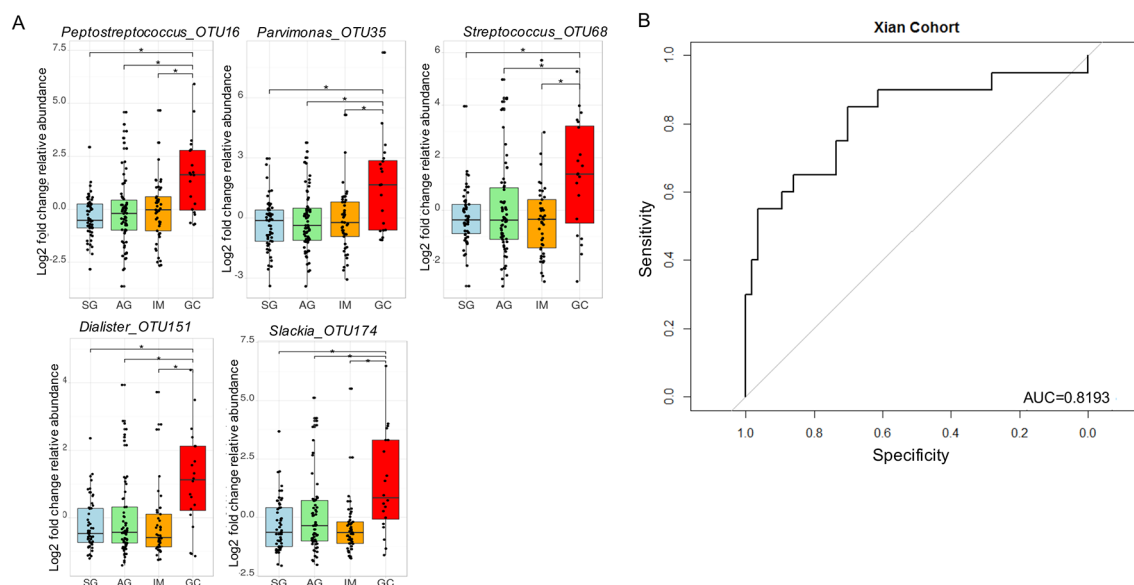 A
Peptostreptococcus_OTU16
Log2 fold change relative abundance
7.5
5.0
2.5
0.0
-2.5
*
*
*
SG AG IM GC
Parvimonas_OTU35
Log2 fold change relative abundance
9
6
3
0
-3
*
*
*
SG AG IM GC
Streptococcus_OTU68
Log2 fold change relative abundance
6
4
2
0
-2
*
*
*
SG AG IM GC
Dialister_OTU151
Log2 fold change relative abundance
4
2
0
*
*
*
SG AG IM GC
Slackia_OTU174
Log2 fold change relative abundance
7.5
5.0
2.5
0.0
-2.5
*
*
*
SG AG IM GC
B
Xian Cohort
Sensitivity
1.0
0.8
0.6
0.4
0.2
0.0
AUC=0.8193
1.0 0.8 0.6 0.4 0.2 0.0
Specificity